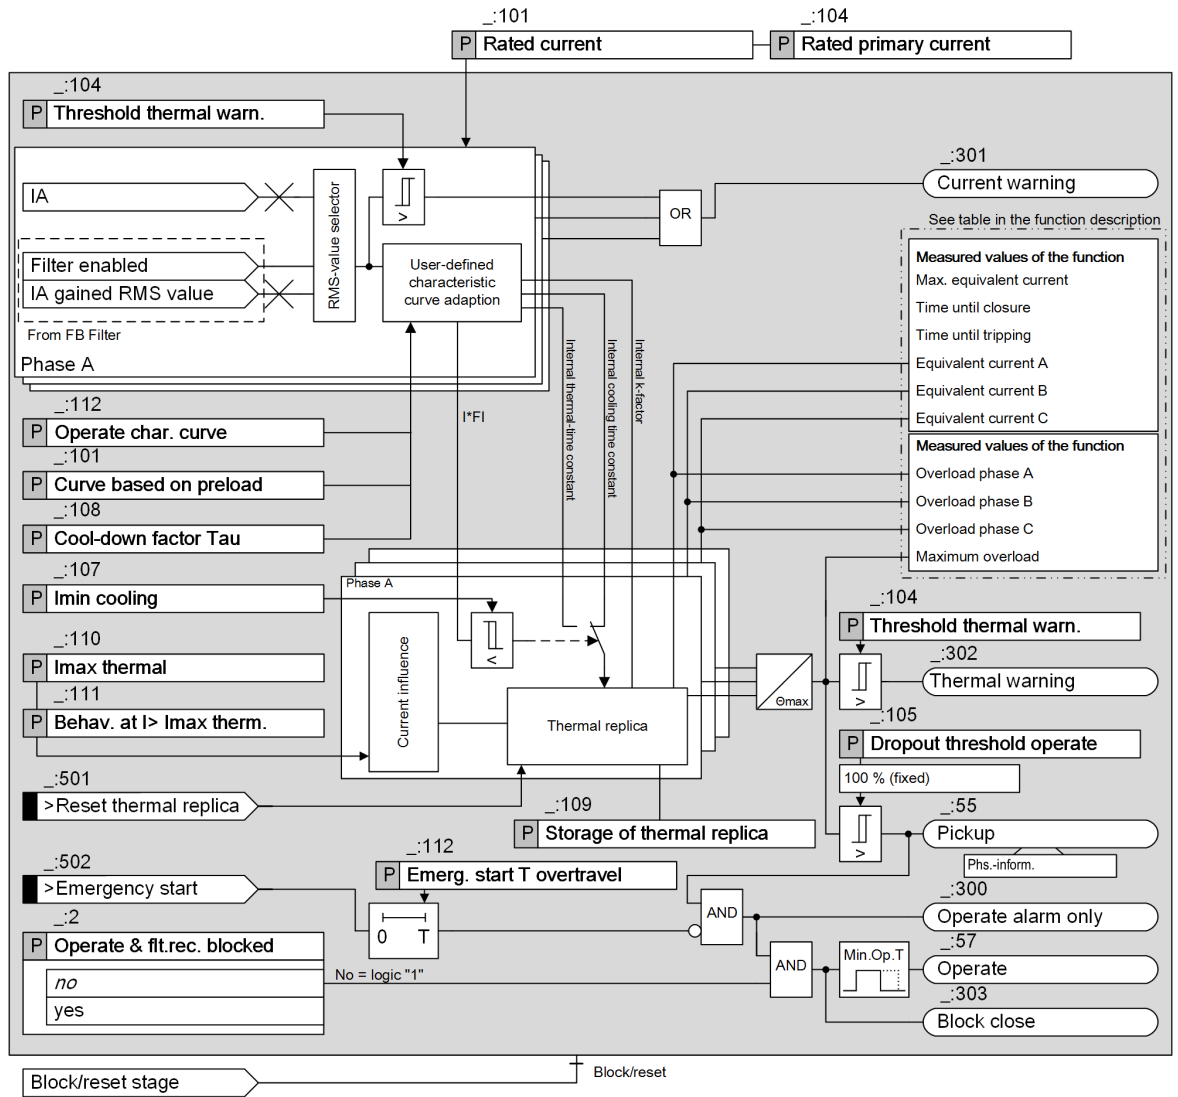 _:101
P Rated current
_:104
P Rated primary current
_:104
P Threshold thermal warn.
IA
Filter enabled
IA gained RMS value
From FB Filter
Phase A
RMS-value selector
>
User-defined
characteristic
curve adaption
OR
_:301
Current warning
See table in the function description
Measured values of the function
Max. equivalent current
Time until closure
Time until tripping
Equivalent current A
Equivalent current B
Equivalent current C
Measured values of the function
Overload phase A
Overload phase B
Overload phase C
Maximum overload
Internal thermal-time constant
Internal cooling time constant
Internal k-factor
I*FI
_:112
P Operate char. curve
_:101
P Curve based on preload
_:108
P Cool-down factor Tau
_:107
P Imin cooling
_:110
P Imax thermal
_:111
P Behav. at I> Imax therm.
Phase A
Current influence
<
Thermal replica
Θmax
_:104
P Threshold thermal warn.
_:302
>
Thermal warning
_:105
P Dropout threshold operate
100 % (fixed)
_:55
>
Pickup
Phs.-inform.
_:501
>Reset thermal replica
_:109
P Storage of thermal replica
_:502
>Emergency start
_:112
P Emerg. start T overtravel
0 T
AND
_:300
Operate alarm only
_:2
P Operate & flt.rec. blocked
no
yes
No = logic "1"
AND
Min.Op.T
_:57
Operate
_:303
Block close
Block/reset stage
Block/reset